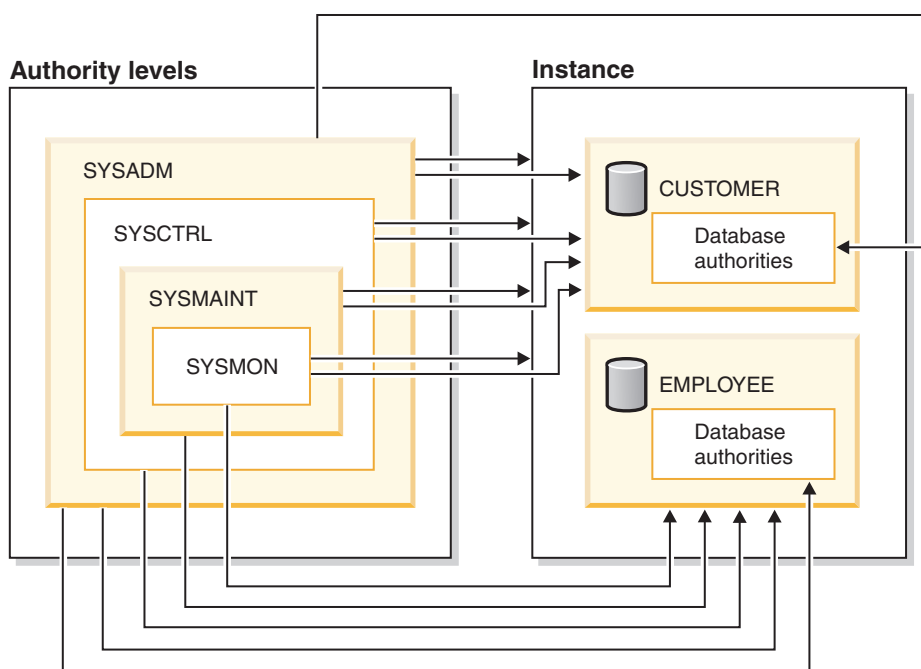 Authority levels
SYSADM
SYSCTRL
SYSMAINT
SYSMON
Instance
CUSTOMER
Database
authorities
EMPLOYEE
Database
authorities